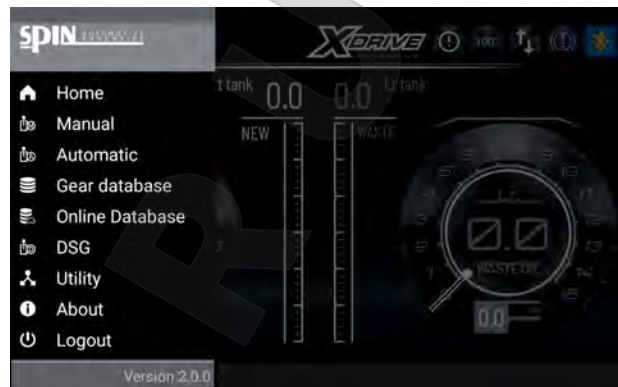 SPIN
XDRIVE
Home
Manual
Automatic
Gear database
Online Database
DSG
Utility
About
Logout
Version 2.0.0
t tank
0.0
0.0
Lt tank
NEW
WASTE
0.0
WASTE OIL
0.0